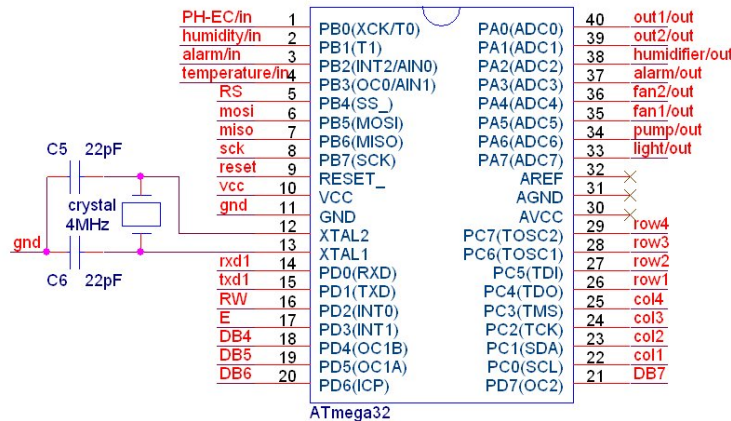 PH-EC/in 1 PB0(XCK/T0) PA0(ADC0) 40 out1/out
humidity/in 2 PB1(T1) PA1(ADC1) 39 out2/out
alarm/in 3 PB2(INT2/AIN0) PA2(ADC2) 38 humidifier/out
temperature/in 4 PB3(OC0/AIN1) PA3(ADC3) 37 alarm/out
RS 5 PB4(SS_) PA4(ADC4) 36 fan2/out
mosi 6 PB5(MOSI) PA5(ADC5) 35 fan1/out
miso 7 PB6(MISO) PA6(ADC6) 34 pump/out
sck 8 PB7(SCK) PA7(ADC7) 33 light/out
reset 9 RESET_ AREF 32
vcc 10 VCC AGND 31
gnd 11 GND AVCC 30
12 XTAL2 PC7(TOSC2) 29 row4
13 XTAL1 PC6(TOSC1) 28 row3
rxd1 14 PD0(RXD) PC5(TDI) 27 row2
txd1 15 PD1(TXD) PC4(TDO) 26 row1
RW 16 PD2(INT0) PC3(TMS) 25 col4
E 17 PD3(INT1) PC2(TCK) 24 col3
DB4 18 PD4(OC1B) PC1(SDA) 23 col2
DB5 19 PD5(OC1A) PC0(SCL) 22 col1
DB6 20 PD6(ICP) PD7(OC2) 21 DB7
ATmega32
C5 22pF
crystal
4MHz
gnd
C6 22pF